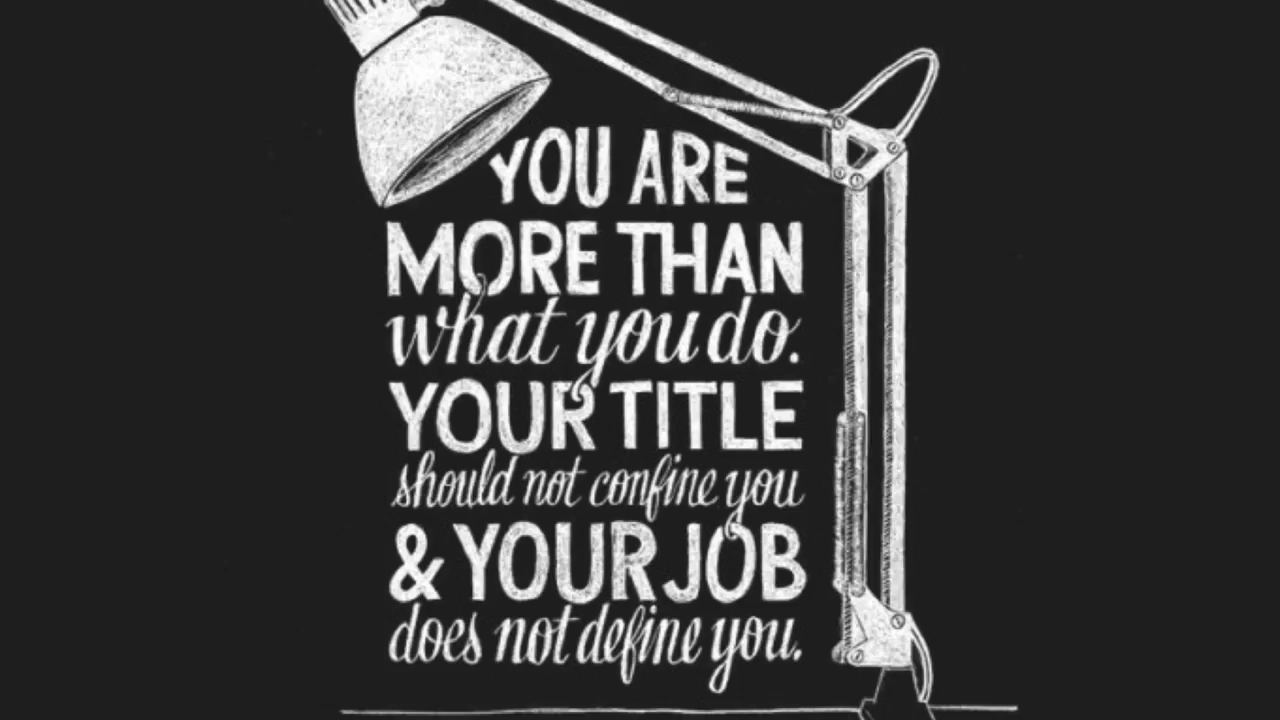 YOU ARE
MORE THAN
what you do.
YOUR TITLE
should not confine you
& YOUR JOB
does not define you.